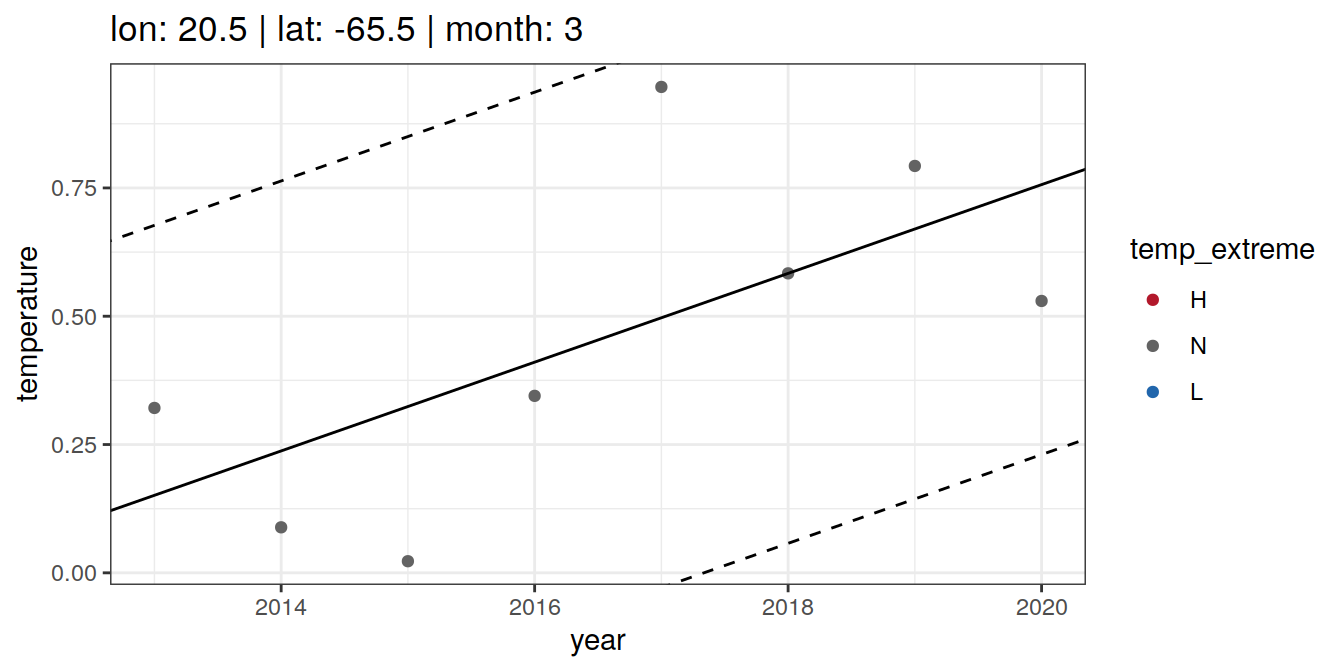 lon: 20.5 | lat: -65.5 | month: 3
temperature
0.75
0.50
0.25
0.00
2014 2016 2018 2020
year
temp_extreme
H
N
L